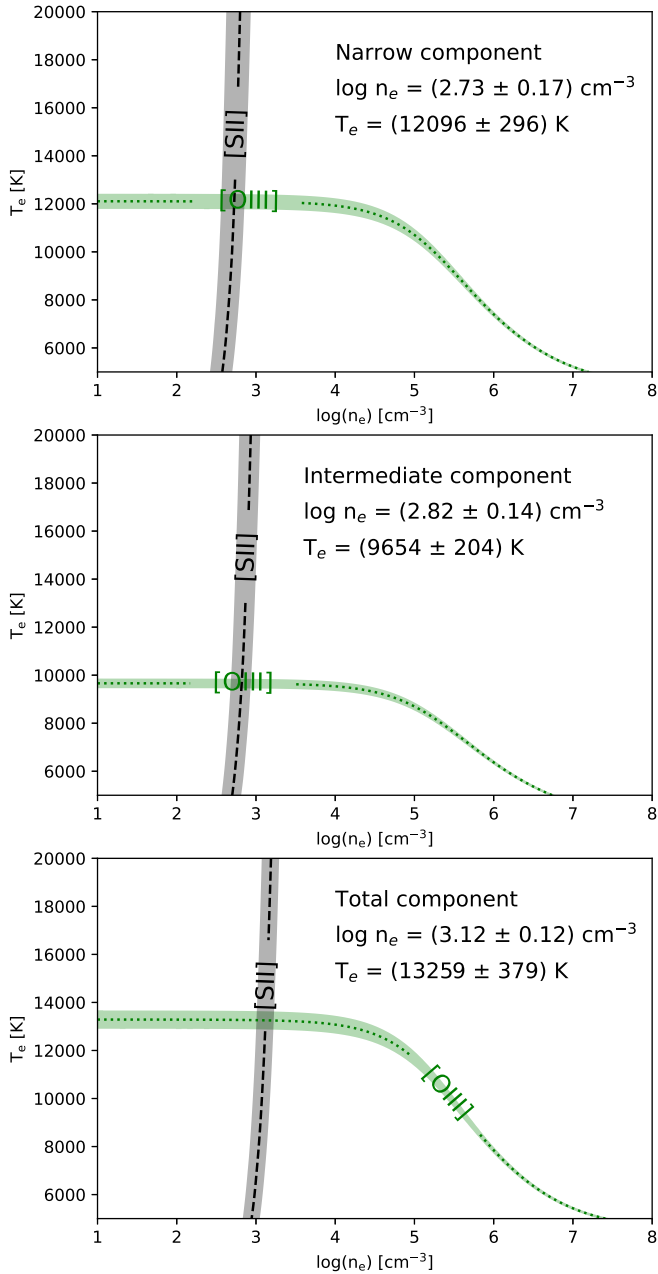 20000
18000
16000
14000
12000
10000
8000
6000
T_e [K]
Narrow component
log n_e = (2.73 ± 0.17) cm^−3
T_e = (12096 ± 296) K
[SII]
[OIII]
1 2 3 4 5 6 7 8
log(n_e) [cm^−3]
20000
18000
16000
14000
12000
10000
8000
6000
T_e [K]
Intermediate component
log n_e = (2.82 ± 0.14) cm^−3
T_e = (9654 ± 204) K
[SII]
[OIII]
1 2 3 4 5 6 7 8
log(n_e) [cm^−3]
20000
18000
16000
14000
12000
10000
8000
6000
T_e [K]
Total component
log n_e = (3.12 ± 0.12) cm^−3
T_e = (13259 ± 379) K
[SII]
[OIII]
1 2 3 4 5 6 7 8
log(n_e) [cm^−3]